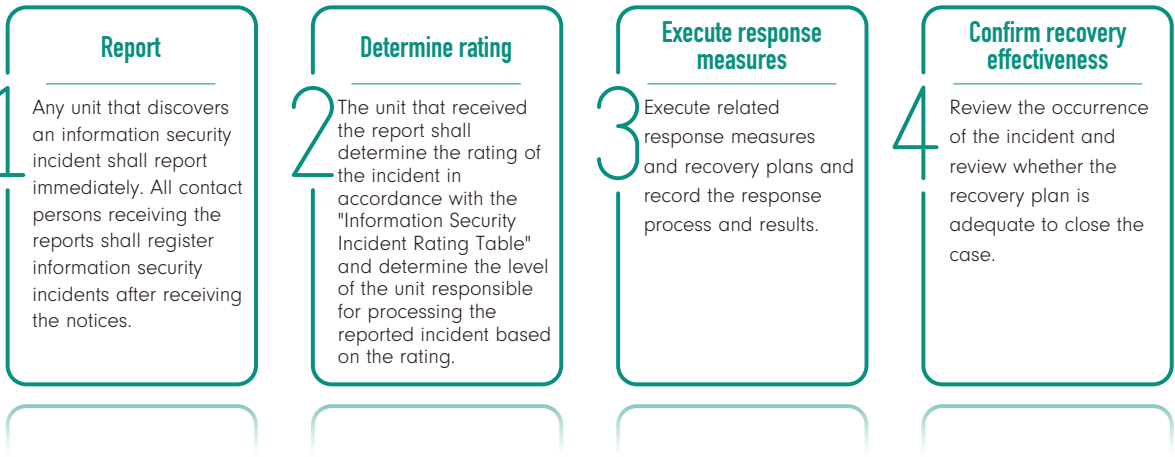 1
Report
Any unit that discovers
an information security
incident shall report
immediately. All contact
persons receiving the
reports shall register
information security
incidents after receiving
the notices.
2
Determine rating
The unit that received
the report shall
determine the rating of
the incident in
accordance with the
"Information Security
Incident Rating Table"
and determine the level
of the unit responsible
for processing the
reported incident based
on the rating.
3
Execute response
measures
Execute related
response measures
and recovery plans and
record the response
process and results.
4
Confirm recovery
effectiveness
Review the occurrence
of the incident and
review whether the
recovery plan is
adequate to close the
case.